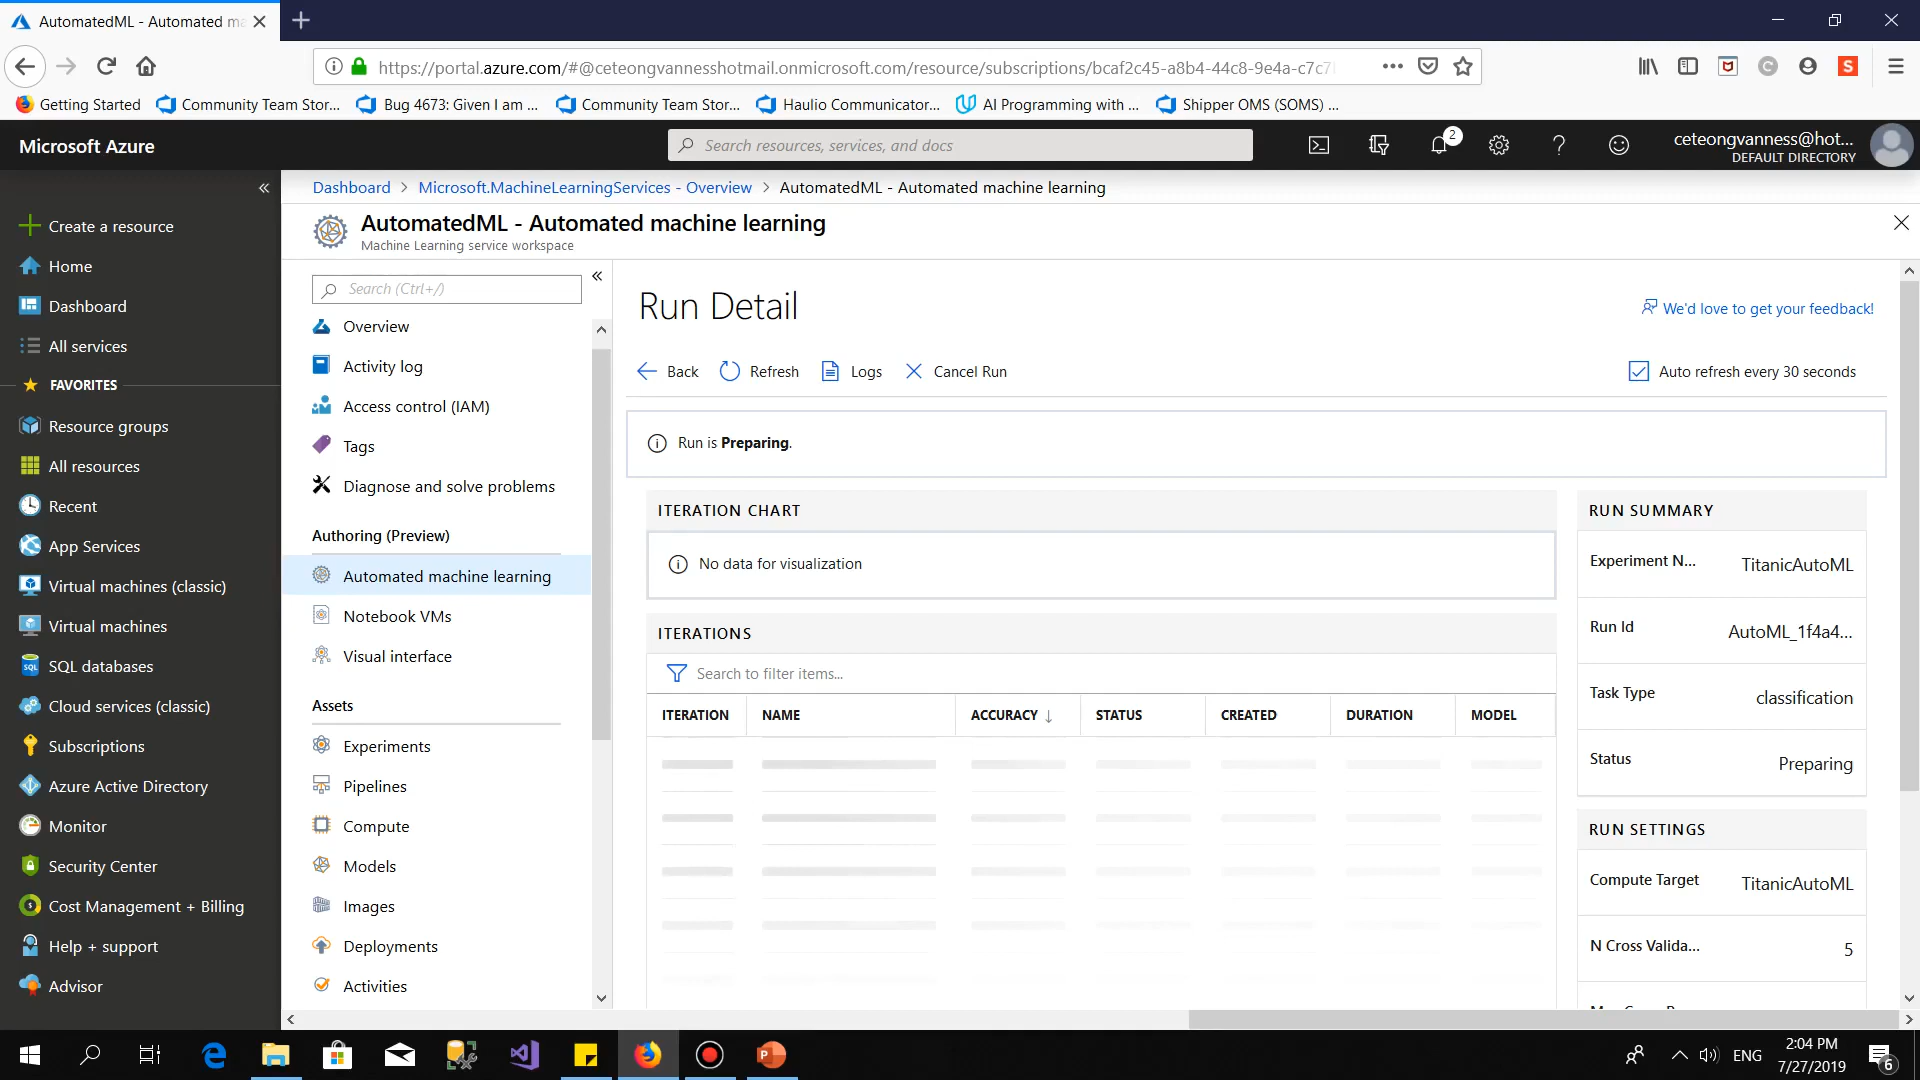 AutomatedML - Automated ma
https://portal.azure.com/#@ceteongvannesshotmail.onmicrosoft.com/resource/subscriptions/bcaf2c45-a8b4-44c8-9e4a-c7c7
Getting Started
Community Team Stor...
Bug 4673: Given I am ...
Community Team Stor...
Haulio Communicator...
AI Programming with ...
Shipper OMS (SOMS) ...
Microsoft Azure
Search resources, services, and docs
2
ceteongvanness@hot...
DEFAULT DIRECTORY
Dashboard > Microsoft.MachineLearningServices - Overview > AutomatedML - Automated machine learning
AutomatedML - Automated machine learning
Machine Learning service workspace
Create a resource
Home
Dashboard
All services
FAVORITES
Resource groups
All resources
Recent
App Services
Virtual machines (classic)
Virtual machines
SQL databases
Cloud services (classic)
Subscriptions
Azure Active Directory
Monitor
Security Center
Cost Management + Billing
Help + support
Advisor
Search (Ctrl+/)
Overview
Activity log
Access control (IAM)
Tags
Diagnose and solve problems
Authoring (Preview)
Automated machine learning
Notebook VMs
Visual interface
Assets
Experiments
Pipelines
Compute
Models
Images
Deployments
Activities
Run Detail
We'd love to get your feedback!
Back
Refresh
Logs
Cancel Run
Auto refresh every 30 seconds
Run is Preparing.
ITERATION CHART
No data for visualization
ITERATIONS
Search to filter items...
ITERATION NAME ACCURACY STATUS CREATED DURATION MODEL
RUN SUMMARY
Experiment N... TitanicAutoML
Run Id AutoML_1f4a4...
Task Type classification
Status Preparing
RUN SETTINGS
Compute Target TitanicAutoML
N Cross Valida... 5
ENG
2:04 PM
7/27/2019
6